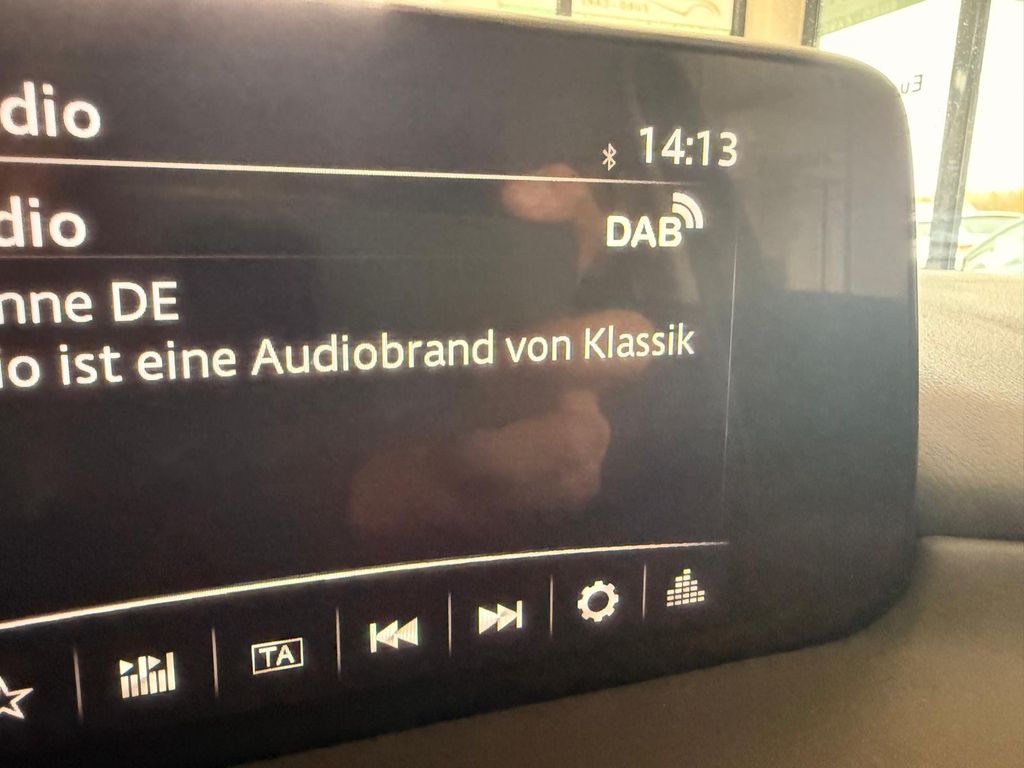 dio
14:13
dio
DAB
nne DE
io ist eine Audiobrand von Klassik
TA